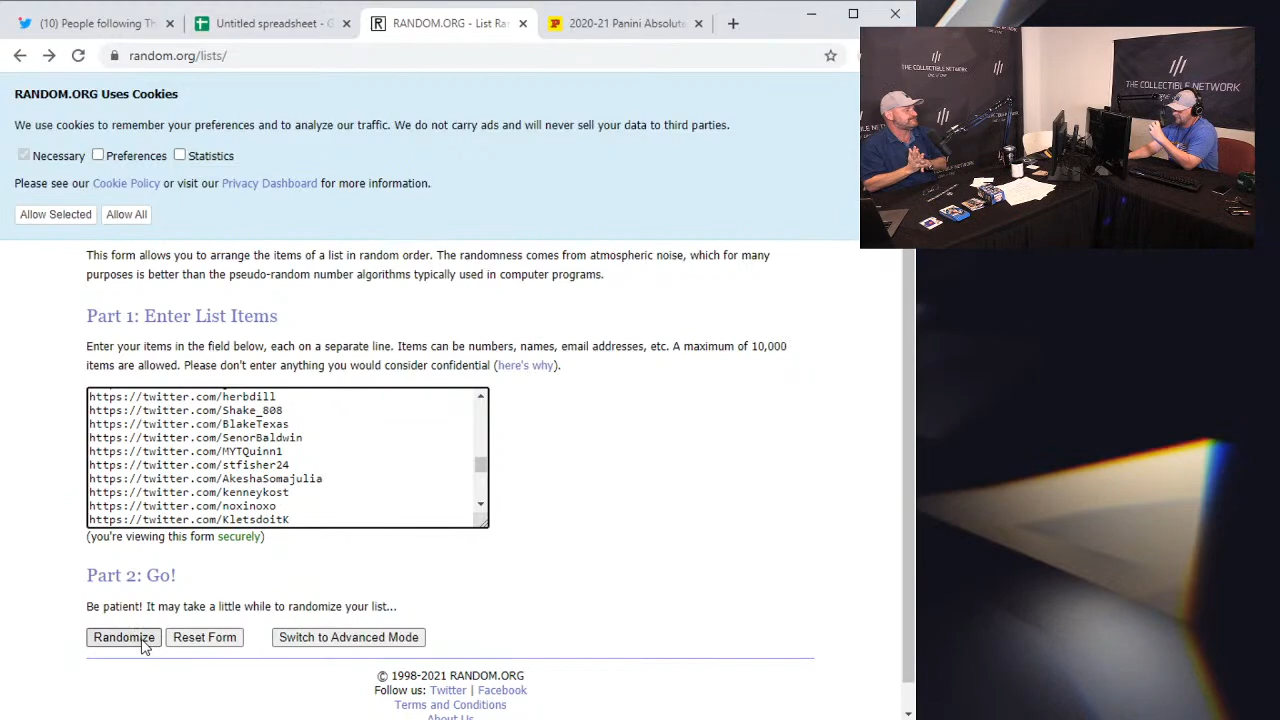 (10) People following Th
Untitled spreadsheet - G
RANDOM.ORG - List Ra
2020-21 Panini Absolute
random.org/lists/
THE COLLECTIBLE NETWORK
THE COLLECTIBLE NETWORK
RANDOM.ORG Uses Cookies
We use cookies to remember your preferences and to analyze our traffic. We do not carry ads and will never sell your data to third parties.
Necessary Preferences Statistics
Please see our Cookie Policy or visit our Privacy Dashboard for more information.
Allow Selected Allow All
This form allows you to arrange the items of a list in random order. The randomness comes from atmospheric noise, which for many
purposes is better than the pseudo-random number algorithms typically used in computer programs.
Part 1: Enter List Items
Enter your items in the field below, each on a separate line. Items can be numbers, names, email addresses, etc. A maximum of 10,000
items are allowed. Please don't enter anything you would consider confidential (here's why).
https://twitter.com/herbdill
https://twitter.com/Shake_808
https://twitter.com/BlakeTexas
https://twitter.com/SenorBaldwin
https://twitter.com/MYTQuinn1
https://twitter.com/stfisher24
https://twitter.com/AkeshaSomajulia
https://twitter.com/kenneykost
https://twitter.com/noxinoxo
https://twitter.com/KletsdoitK
(you're viewing this form securely)
Part 2: Go!
Be patient! It may take a little while to randomize your list...
Randomize Reset Form Switch to Advanced Mode
© 1998-2021 RANDOM.ORG
Follow us: Twitter | Facebook
Terms and Conditions
About Us